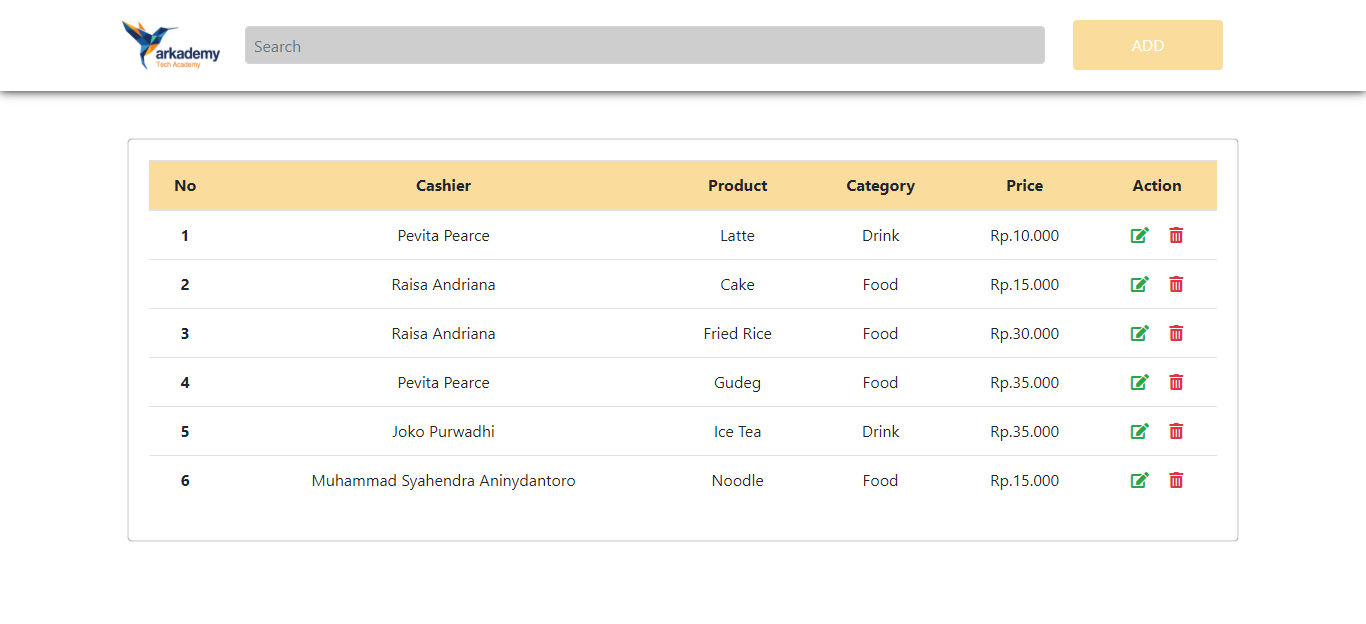 arkademy
Tech Academy
Search
ADD
No Cashier Product Category Price Action
1 Pevita Pearce Latte Drink Rp.10.000
2 Raisa Andriana Cake Food Rp.15.000
3 Raisa Andriana Fried Rice Food Rp.30.000
4 Pevita Pearce Gudeg Food Rp.35.000
5 Joko Purwadhi Ice Tea Drink Rp.35.000
6 Muhammad Syahendra Aninydantoro Noodle Food Rp.15.000